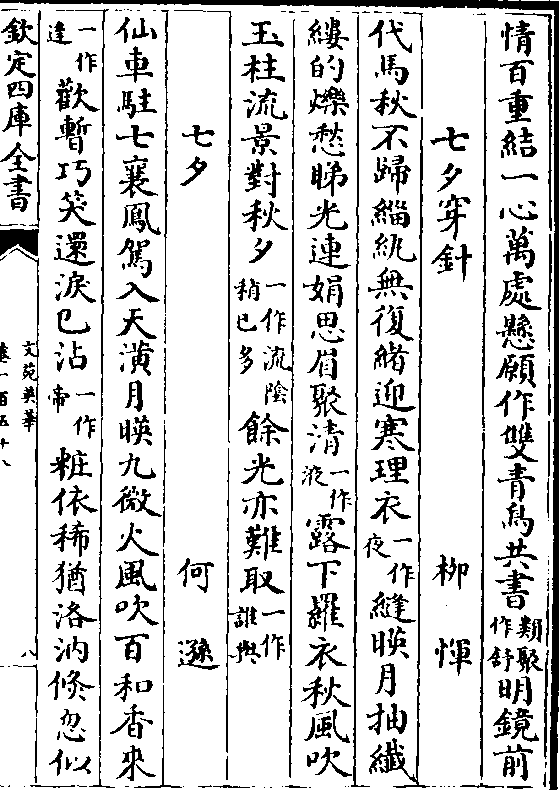 情百重結一心萬處懸願作雙青鳥共書類聚作舒明鏡前
七夕穿針 柳惲
代馬秋不歸緇紈無復緒迎寒理衣一作夜縫暎月抽纖
縷的爍愁睇光連娟思眉聚清一作液露下羅衣秋風吹
玉柱流景對秋夕一作流陰稍已多餘光亦難取一作誰與
七夕 何遜
仙車駐七襄鳳駕入天潢月暎九微火風吹百和香來
一作逢歡暫巧笑還淚已沾一作啼粧依稀猶洛汭倐忽似
欽定四庫全書
文苑英華
卷一百五十八
八